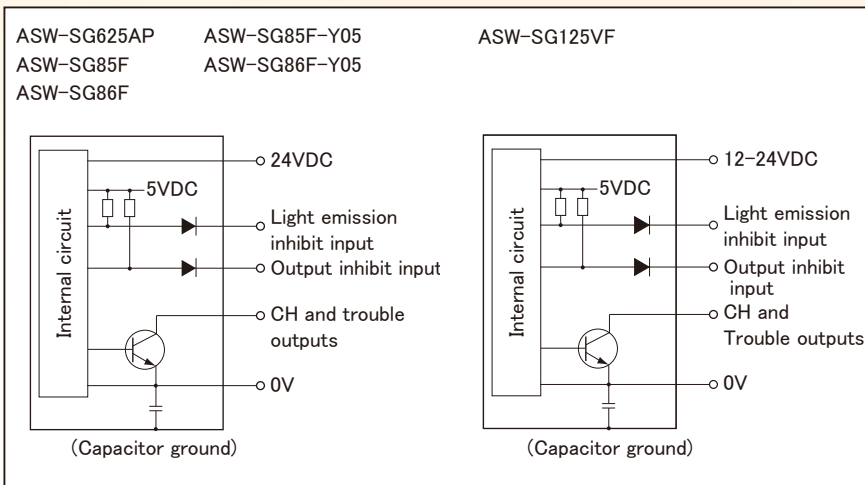 ASW-SG625AP
ASW-SG85F
ASW-SG86F
ASW-SG85F-Y05
ASW-SG86F-Y05
ASW-SG125VF
Internal circuit
24VDC
5VDC
Light emission
inhibit input
Output inhibit input
CH and trouble
outputs
0V
(Capacitor ground)
Internal circuit
12-24VDC
5VDC
Light emission
inhibit input
Output inhibit
input
CH and
Trouble outputs
0V
(Capacitor ground)